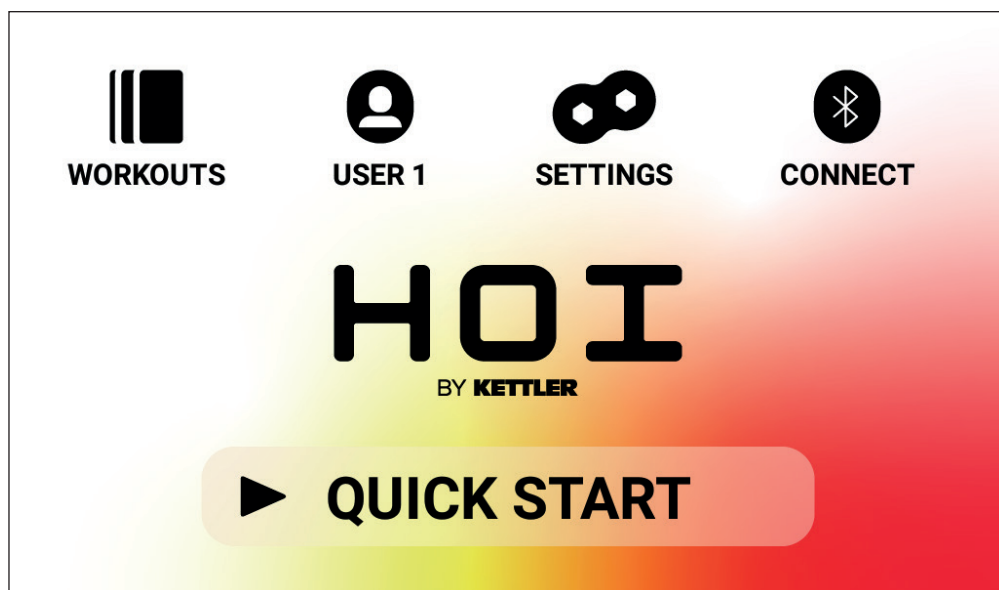 WORKOUTS
USER 1
SETTINGS
CONNECT
HOI
BY KETTLER
QUICK START